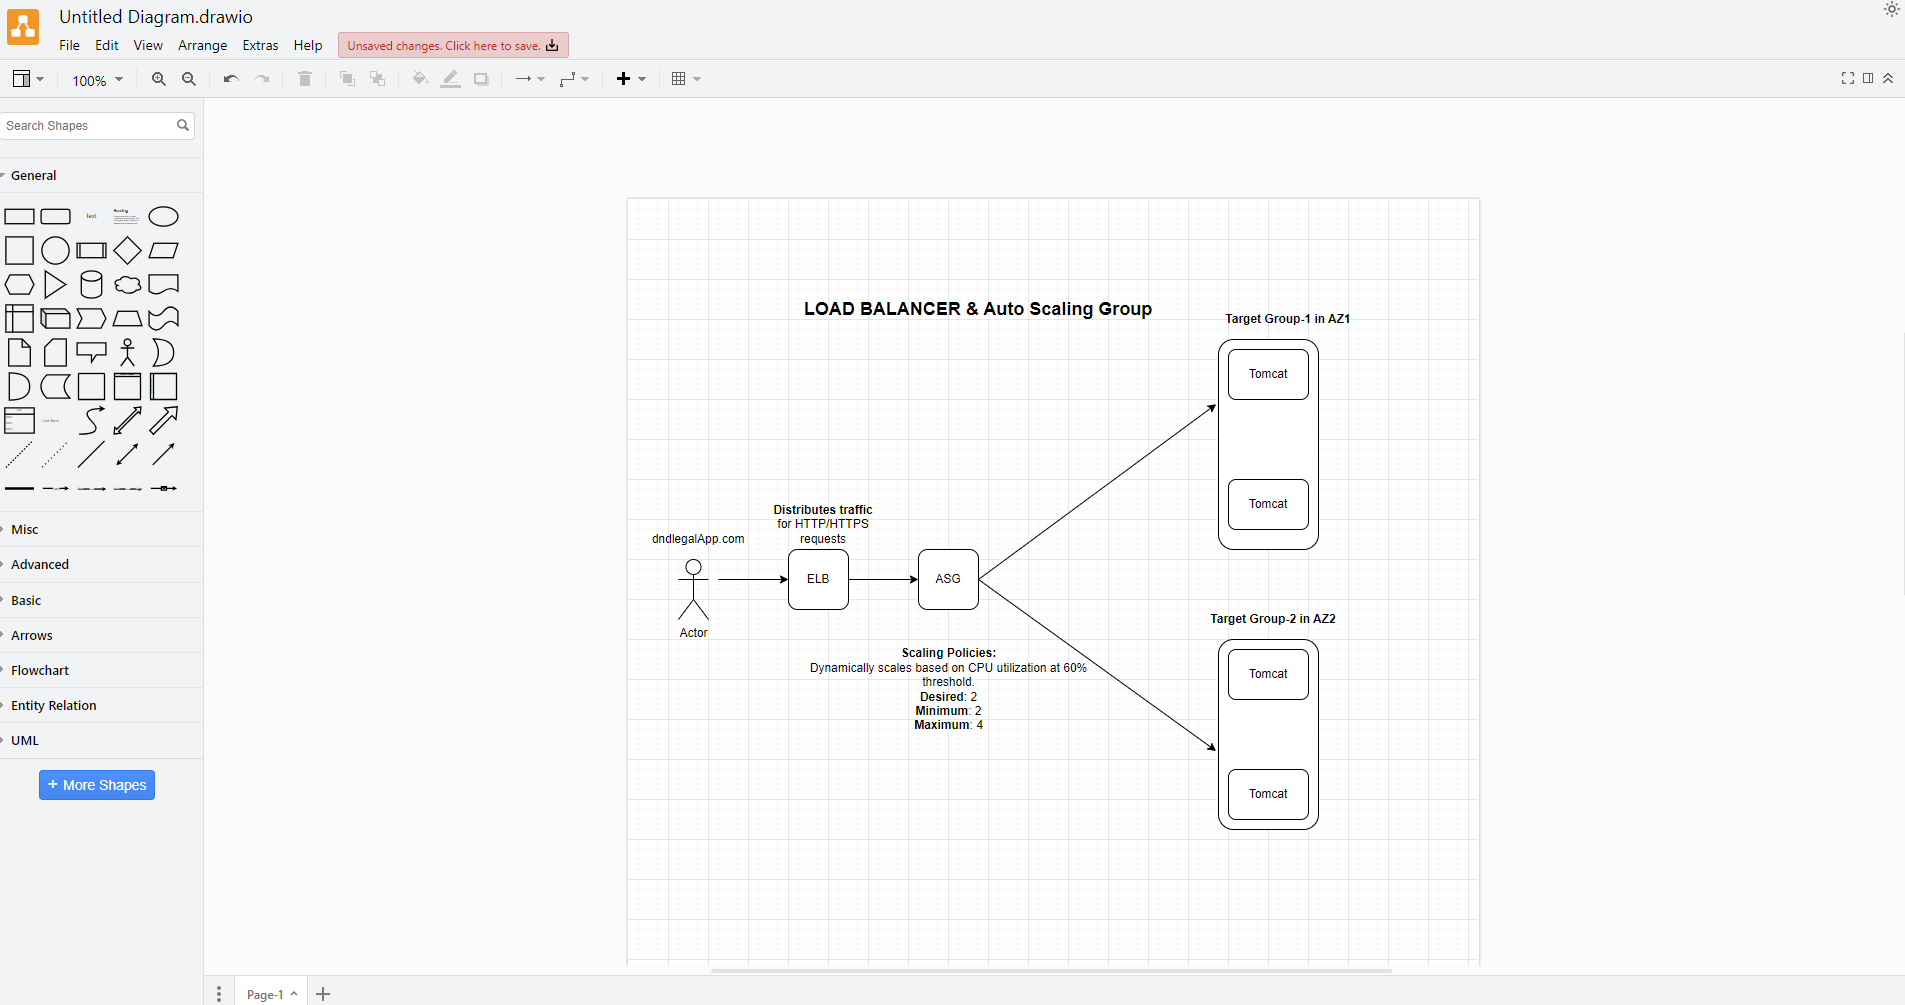 Untitled Diagram.drawio
File Edit View Arrange Extras Help
Unsaved changes. Click here to save.
100%
Search Shapes
General
Text
Heading
Misc
Advanced
Basic
Arrows
Flowchart
Entity Relation
UML
+ More Shapes
LOAD BALANCER & Auto Scaling Group
Target Group-1 in AZ1
Tomcat
Tomcat
Distributes traffic
for HTTP/HTTPS
requests
dndlegalApp.com
ELB
ASG
Actor
Target Group-2 in AZ2
Scaling Policies:
Dynamically scales based on CPU utilization at 60%
threshold.
Desired: 2
Minimum: 2
Maximum: 4
Tomcat
Tomcat
Page-1